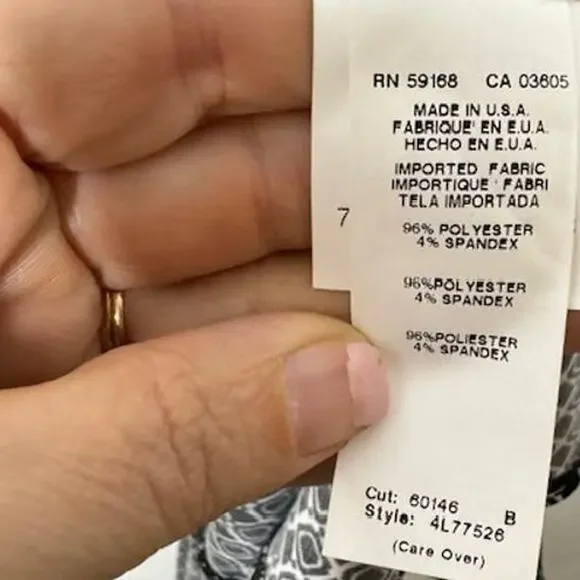 RN 59168 CA 03605
MADE IN U.S.A.
FABRIQUE' EN E.U.A.
HECHO EN E.U.A.
IMPORTED FABRIC
IMPORTIQUE FABRI
TELA IMPORTADA
7
96% POLYESTER
4% SPANDEX
96%POLYESTER
4% SPANDEX
96%POLIESTER
4% SPANDEX
Cut: 60146 B
Style: 4L77526
(Care Over)